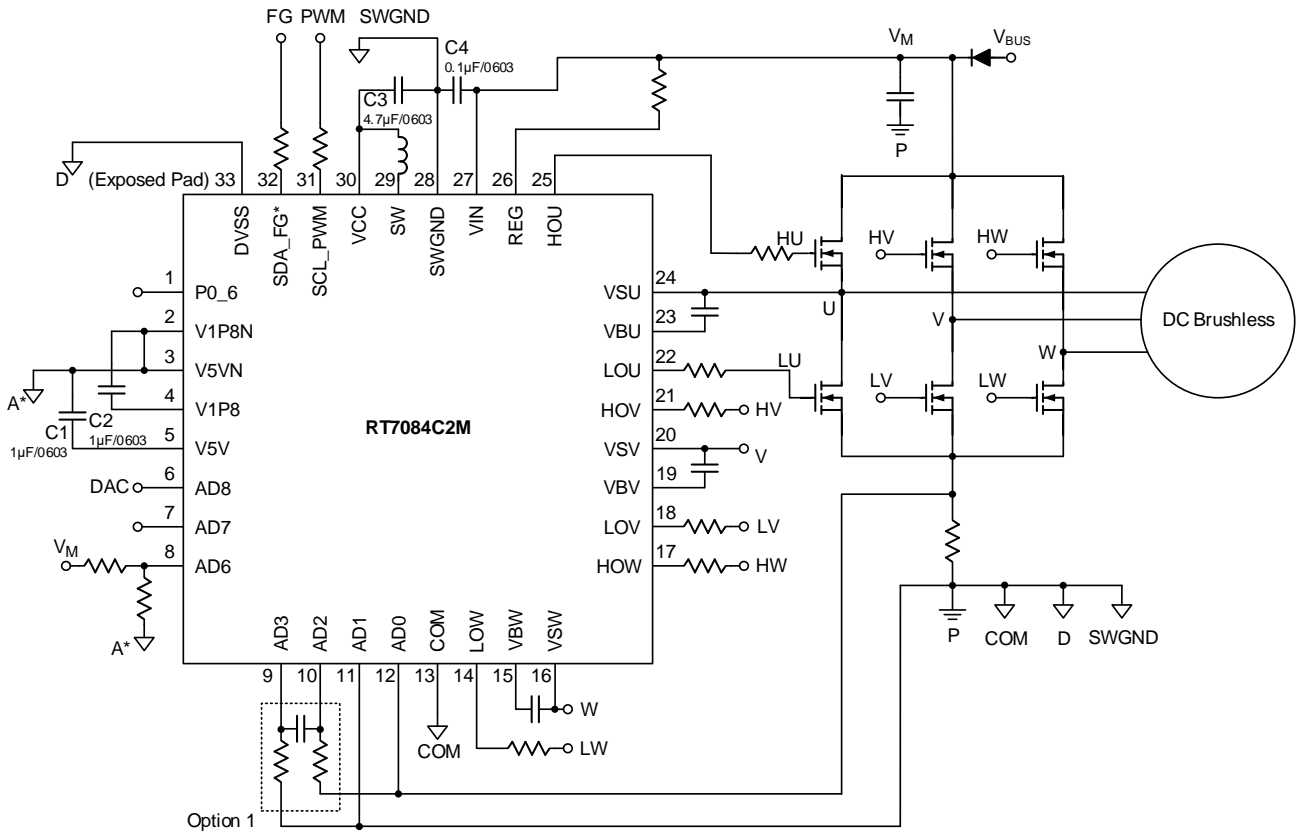 FG PWM SWGND
C4
0.1µF/0603
VM
VBUS
C3
4.7µF/0603
P
D (Exposed Pad) 33 32 31 30 29 28 27 26 25
DVSS
SDA_FG*
SCL_PWM
VCC
SW
SWGND
VIN
REG
HOU
HU
HV
HW
1 P0_6
2 V1P8N
3 V5VN
4 V1P8
5 V5V
6 AD8
7 AD7
8 AD6
A*
C1
1µF/0603
C2
1µF/0603
DAC
VM
A*
RT7084C2M
VSU 24
VBU 23
LOU 22
HOV 21
VSV 20
VBV 19
LOV 18
HOW 17
HV
V
LV
HW
U
V
W
DC Brushless
LU
LV
LW
P COM D SWGND
AD3
AD2
AD1
AD0
COM
LOW
VBW
VSW
9 10 11 12 13 14 15 16
W
COM
LW
Option 1